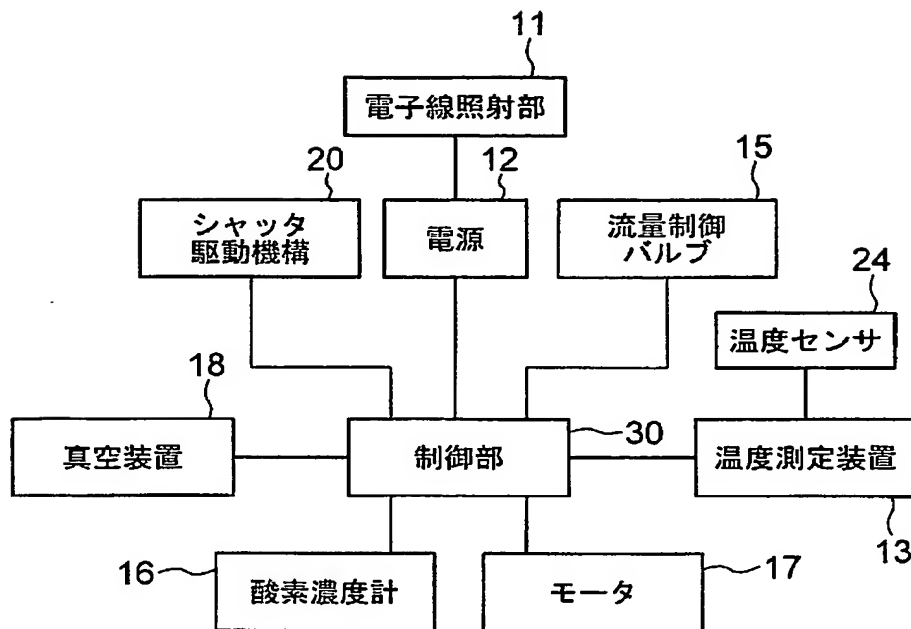 11
電子線照射部
20
12
15
シャッタ
駆動機構
電源
流量制御
バルブ
24
温度センサ
18
30
真空装置
制御部
温度測定装置
13
16
酸素濃度計
モータ
17